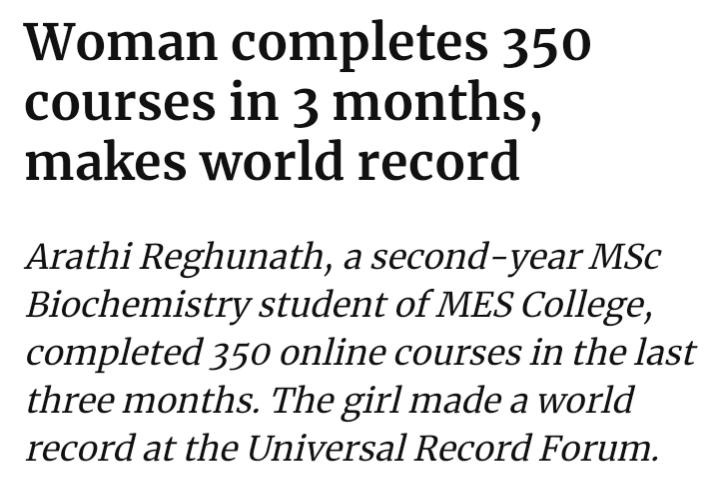 Woman completes 350
courses in 3 months,
makes world record
Arathi Reghunath, a second-year MSc
Biochemistry student of MES College,
completed 350 online courses in the last
three months. The girl made a world
record at the Universal Record Forum.